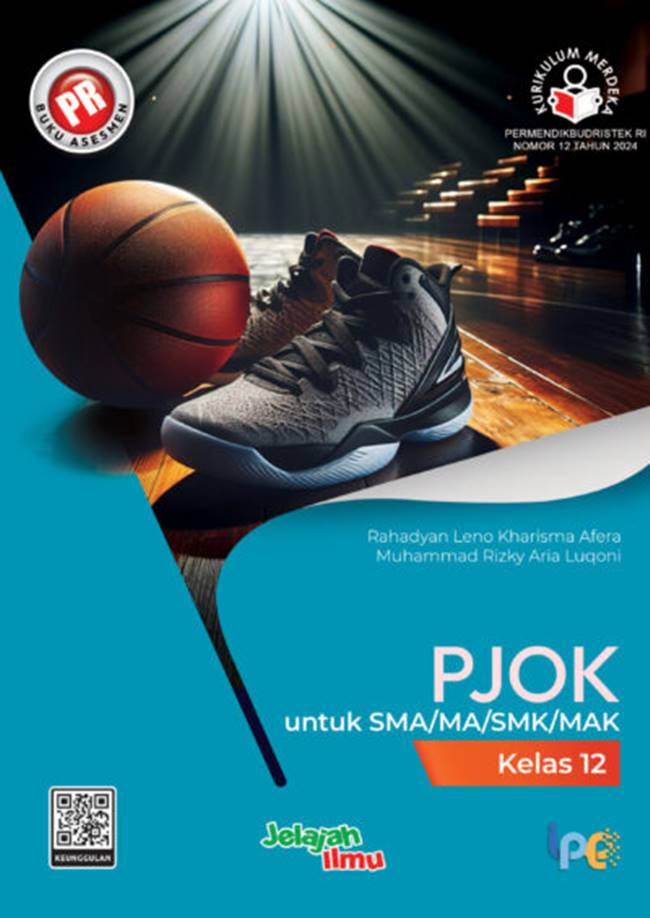 PR
BUKU ASESMEN
KURIKULUM MERDEKA
PERMENDIKBUDRISTEK RI
NOMOR 12 TAHUN 2024
Rahadyan Leno Kharisma Afera
Muhammad Rizky Aria Luqoni
PJOK
untuk SMA/MA/SMK/MAK
Kelas 12
KEUNGGULAN
Jelajah
Ilmu